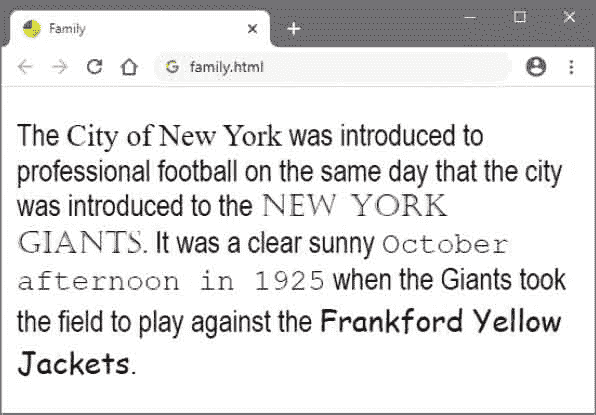 Family
family.html
The City of New York was introduced to
professional football on the same day that the city
was introduced to the NEW YORK
GIANTS. It was a clear sunny October
afternoon in 1925 when the Giants took
the field to play against the Frankford Yellow
Jackets.